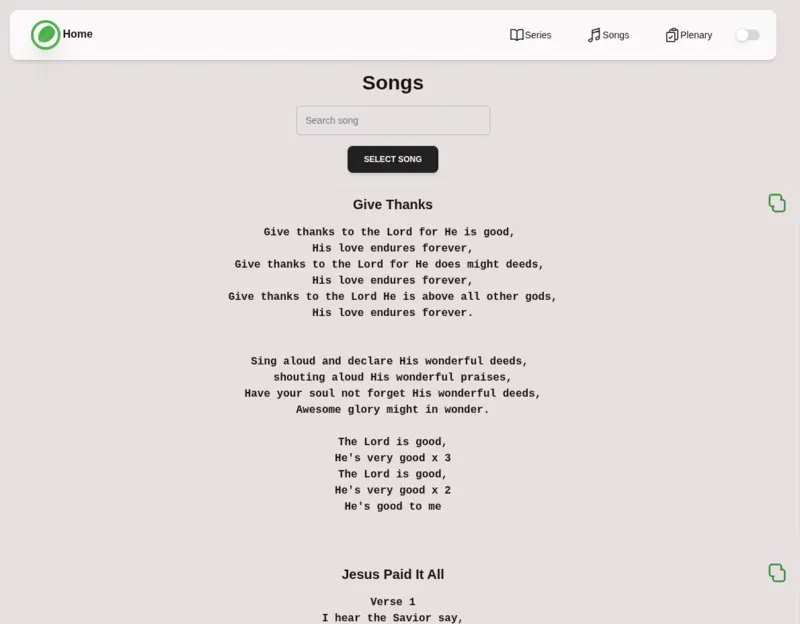 Home
Series
Songs
Plenary
Songs
Search song
SELECT SONG
Give Thanks
Give thanks to the Lord for He is good,
His love endures forever,
Give thanks to the Lord for He does might deeds,
His love endures forever,
Give thanks to the Lord He is above all other gods,
His love endures forever.
Sing aloud and declare His wonderful deeds,
shouting aloud His wonderful praises,
Have your soul not forget His wonderful deeds,
Awesome glory might in wonder.
The Lord is good,
He's very good x 3
The Lord is good,
He's very good x 2
He's good to me
Jesus Paid It All
Verse 1
I hear the Savior say,